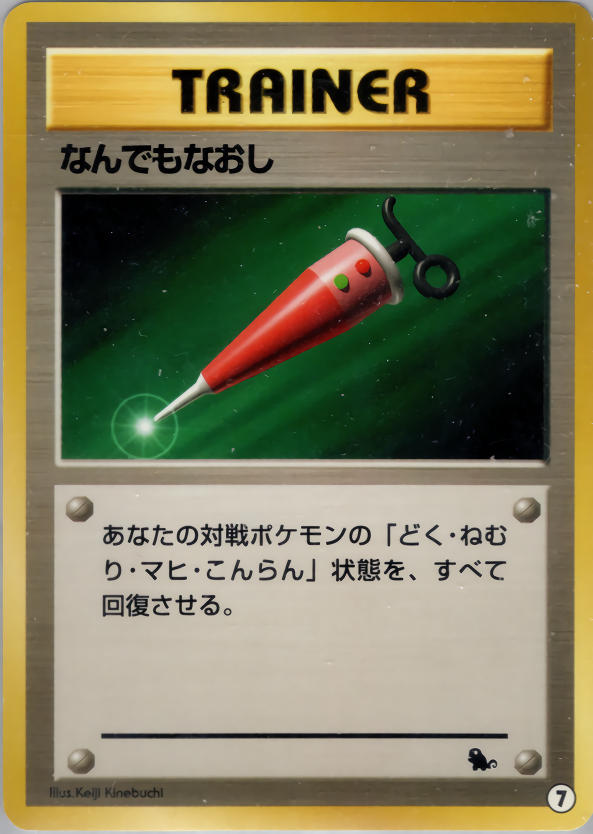 TRAINER
なんでもなおし
あなたの対戦ポケモンの「どく･ねむ
り･マヒ･こんらん」状態を、すべて
回復させる。
Illus. Keiji Kinebuchi
7